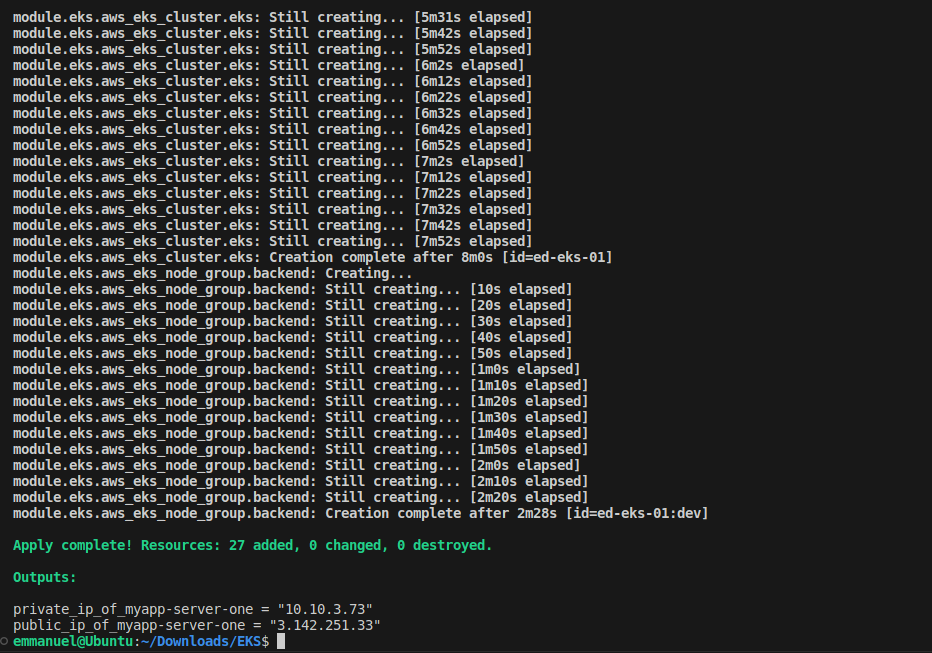 module.eks.aws_eks_cluster.eks: Still creating... [5m31s elapsed]
module.eks.aws_eks_cluster.eks: Still creating... [5m42s elapsed]
module.eks.aws_eks_cluster.eks: Still creating... [5m52s elapsed]
module.eks.aws_eks_cluster.eks: Still creating... [6m2s elapsed]
module.eks.aws_eks_cluster.eks: Still creating... [6m12s elapsed]
module.eks.aws_eks_cluster.eks: Still creating... [6m22s elapsed]
module.eks.aws_eks_cluster.eks: Still creating... [6m32s elapsed]
module.eks.aws_eks_cluster.eks: Still creating... [6m42s elapsed]
module.eks.aws_eks_cluster.eks: Still creating... [6m52s elapsed]
module.eks.aws_eks_cluster.eks: Still creating... [7m2s elapsed]
module.eks.aws_eks_cluster.eks: Still creating... [7m12s elapsed]
module.eks.aws_eks_cluster.eks: Still creating... [7m22s elapsed]
module.eks.aws_eks_cluster.eks: Still creating... [7m32s elapsed]
module.eks.aws_eks_cluster.eks: Still creating... [7m42s elapsed]
module.eks.aws_eks_cluster.eks: Still creating... [7m52s elapsed]
module.eks.aws_eks_cluster.eks: Creation complete after 8m0s [id=ed-eks-01]
module.eks.aws_eks_node_group.backend: Creating...
module.eks.aws_eks_node_group.backend: Still creating... [10s elapsed]
module.eks.aws_eks_node_group.backend: Still creating... [20s elapsed]
module.eks.aws_eks_node_group.backend: Still creating... [30s elapsed]
module.eks.aws_eks_node_group.backend: Still creating... [40s elapsed]
module.eks.aws_eks_node_group.backend: Still creating... [50s elapsed]
module.eks.aws_eks_node_group.backend: Still creating... [1m0s elapsed]
module.eks.aws_eks_node_group.backend: Still creating... [1m10s elapsed]
module.eks.aws_eks_node_group.backend: Still creating... [1m20s elapsed]
module.eks.aws_eks_node_group.backend: Still creating... [1m30s elapsed]
module.eks.aws_eks_node_group.backend: Still creating... [1m40s elapsed]
module.eks.aws_eks_node_group.backend: Still creating... [1m50s elapsed]
module.eks.aws_eks_node_group.backend: Still creating... [2m0s elapsed]
module.eks.aws_eks_node_group.backend: Still creating... [2m10s elapsed]
module.eks.aws_eks_node_group.backend: Still creating... [2m20s elapsed]
module.eks.aws_eks_node_group.backend: Creation complete after 2m28s [id=ed-eks-01:dev]
Apply complete! Resources: 27 added, 0 changed, 0 destroyed.
Outputs:
private_ip_of_myapp-server-one = "10.10.3.73"
public_ip_of_myapp-server-one = "3.142.251.33"
emmanuel@Ubuntu:~/Downloads/EKS$